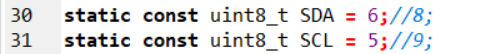 30 static const uint8_t SDA = 6;//8;
31 static const uint8_t SCL = 5;//9;